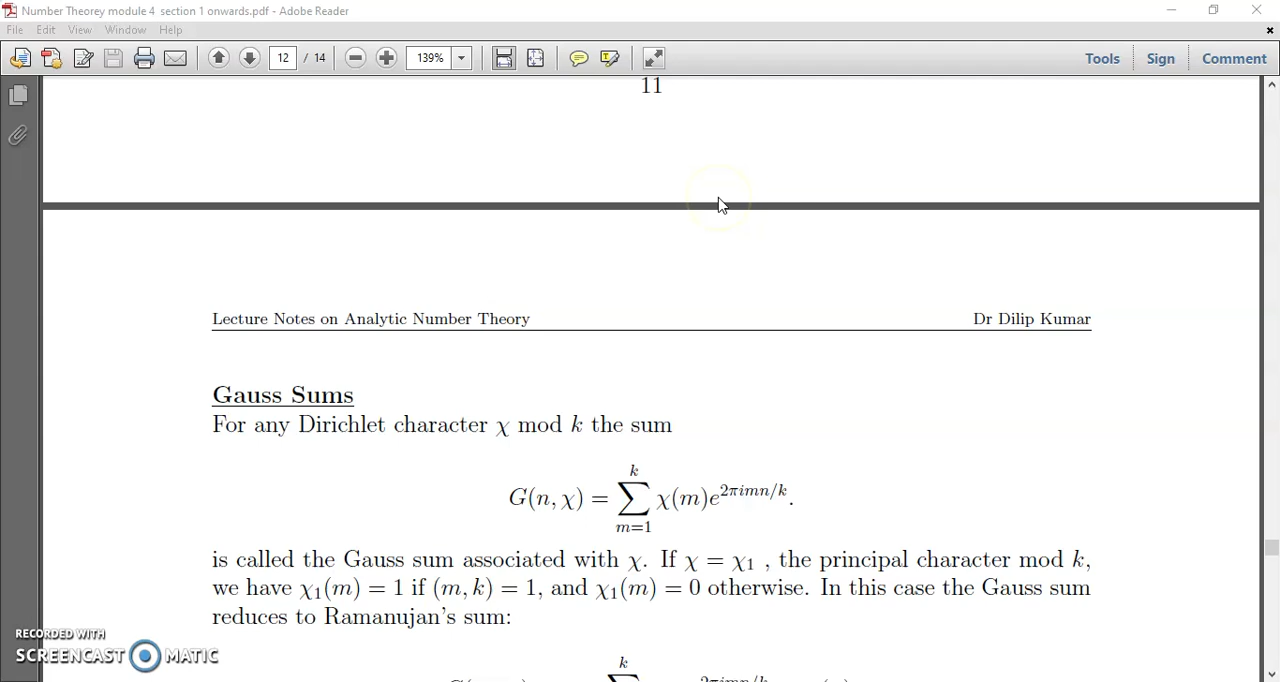 Number Theorey module 4 section 1 onwards.pdf - Adobe Reader
File Edit View Window Help
12 / 14 139% Tools Sign Comment
11
Lecture Notes on Analytic Number Theory Dr Dilip Kumar
Gauss Sums
For any Dirichlet character χ mod k the sum
G(n, χ) = ∑_{m=1}^{k} χ(m)e^{2πimn/k}.
is called the Gauss sum associated with χ. If χ = χ₁ , the principal character mod k,
we have χ₁(m) = 1 if (m, k) = 1, and χ₁(m) = 0 otherwise. In this case the Gauss sum
reduces to Ramanujan's sum:
RECORDED WITH
SCREENCAST MATIC
k